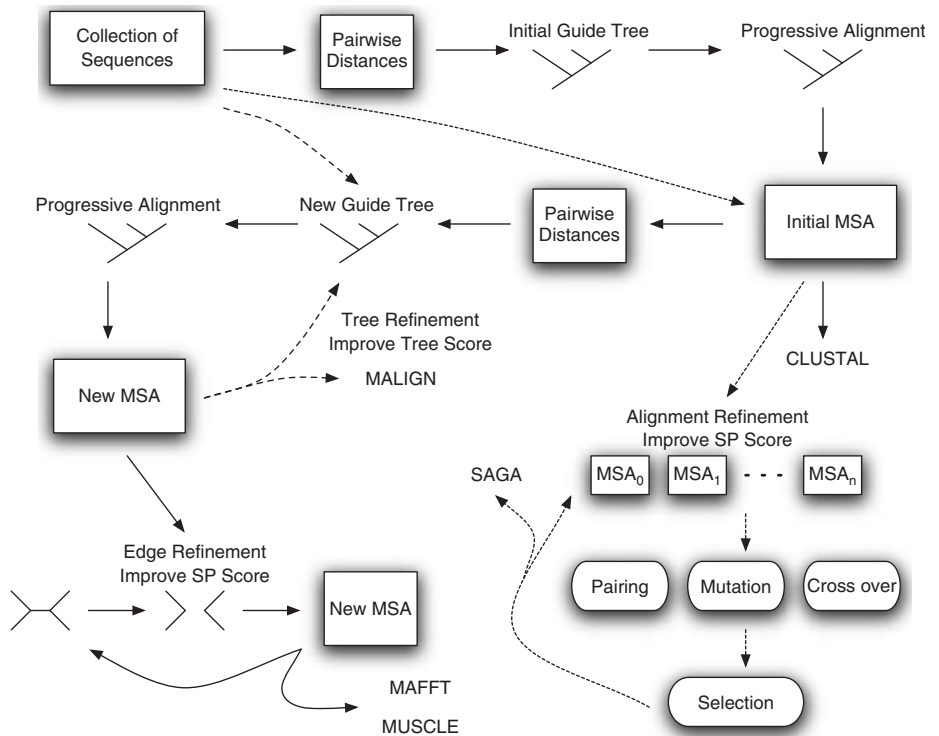 Collection of
Sequences
Pairwise
Distances
Initial Guide Tree
Progressive Alignment
Progressive Alignment
New Guide Tree
Pairwise
Distances
Initial MSA
Tree Refinement
Improve Tree Score
MALIGN
CLUSTAL
New MSA
Alignment Refinement
Improve SP Score
SAGA
MSA₀
MSA₁
- - - -
MSAₙ
Edge Refinement
Improve SP Score
New MSA
Pairing
Mutation
Cross over
MAFFT
MUSCLE
Selection